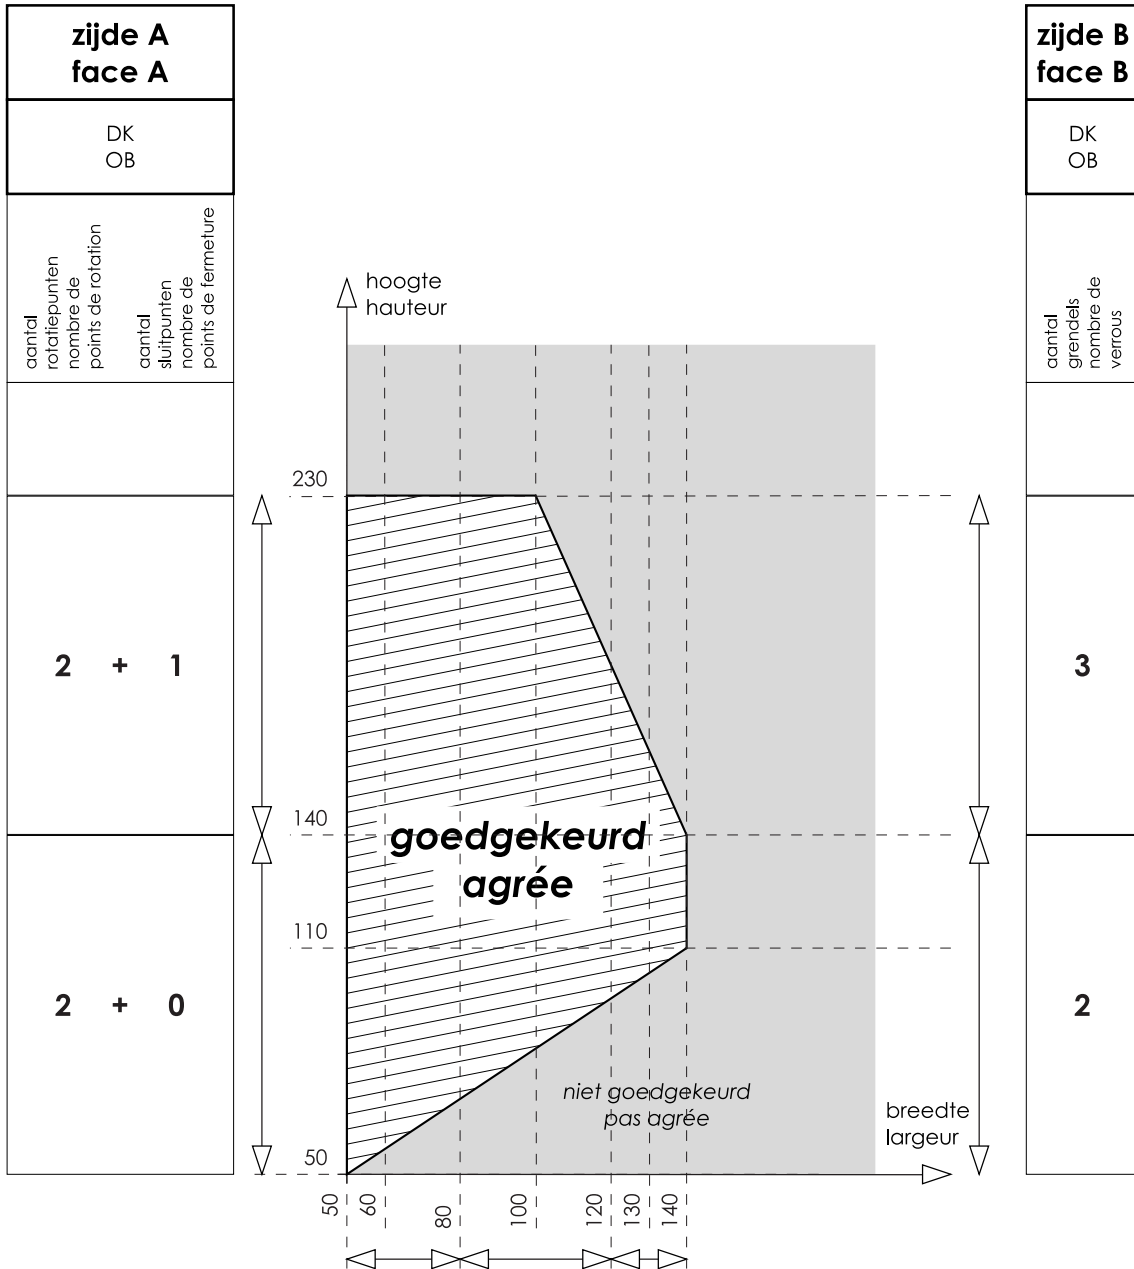 zijde A
face A
zijde B
face B
DK
OB
DK
OB
aantal
rotatiepunten
nombre de
points de rotation
aantal
sluitpunten
nombre de
points de fermeture
aantal
grendels
nombre de
verrous
hoogte
hauteur
230
2 + 1
3
140
goedgekeurd
agrée
110
2 + 0
2
niet goedgekeurd
pas agrée
breedte
largeur
50
50
60
80
100
120
130
140